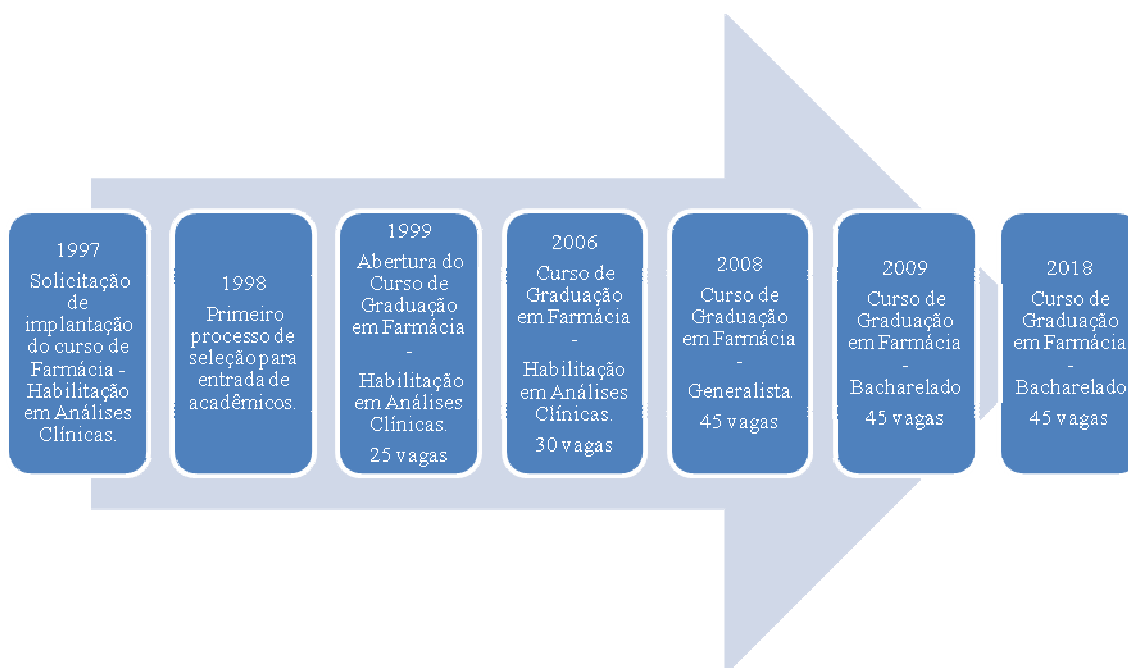 1997
Solicitação
de
implantação
do curso de
Farmácia -
Habilitação
em Análises
Clínicas.
1998
Primeiro
processo de
seleção para
entrada de
acadêmicos.
1999
Abertura do
Curso de
Graduação
em Farmácia
-
Habilitação
em Análises
Clínicas.
25 vagas
2006
Curso de
Graduação
em Farmácia
-
Habilitação
em Análises
Clínicas.
30 vagas
2008
Curso de
Graduação
em Farmácia
-
Generalista.
45 vagas
2009
Curso de
Graduação
em Farmácia
-
Bacharelado
45 vagas
2018
Curso de
Graduação
em Farmácia
-
Bacharelado
45 vagas